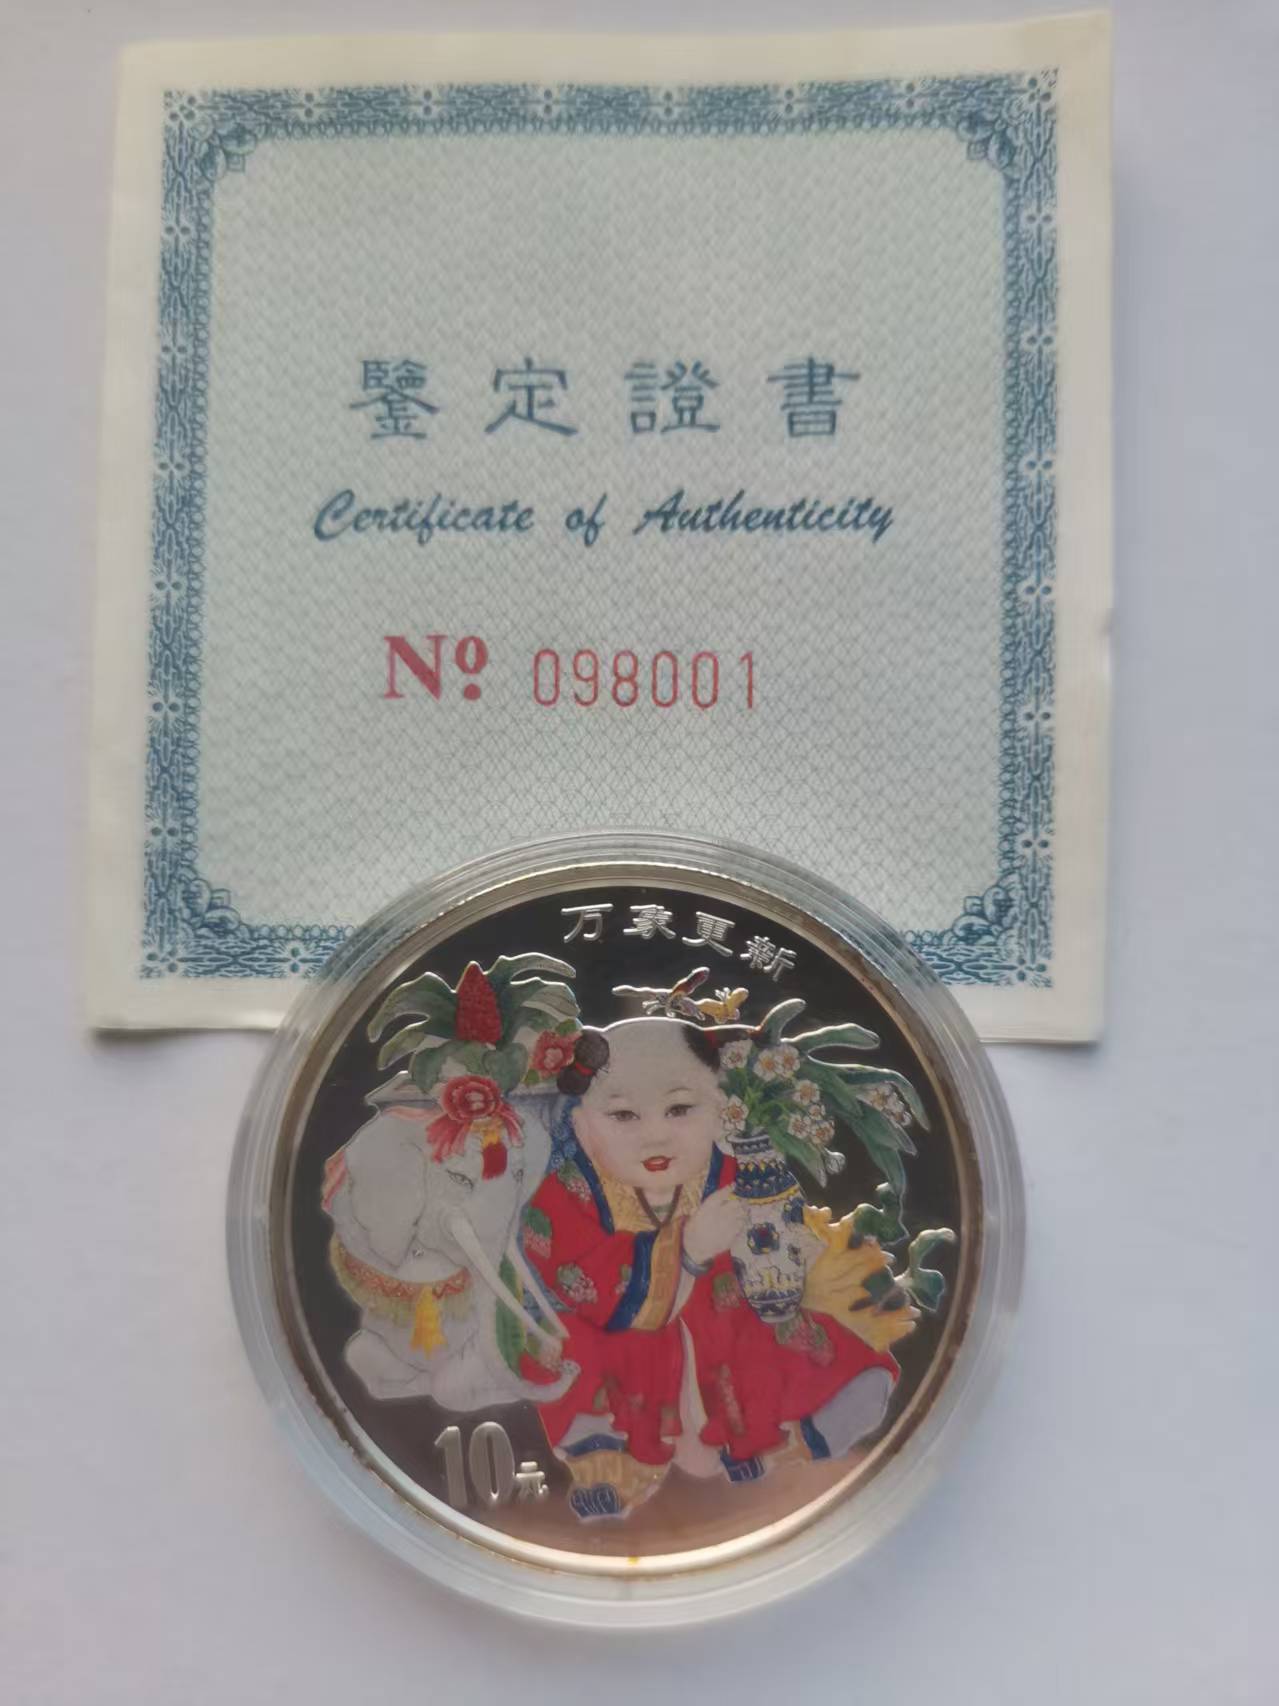 鑒定證書
Certificate of Authenticity
Nº 098001
万象更新
10元